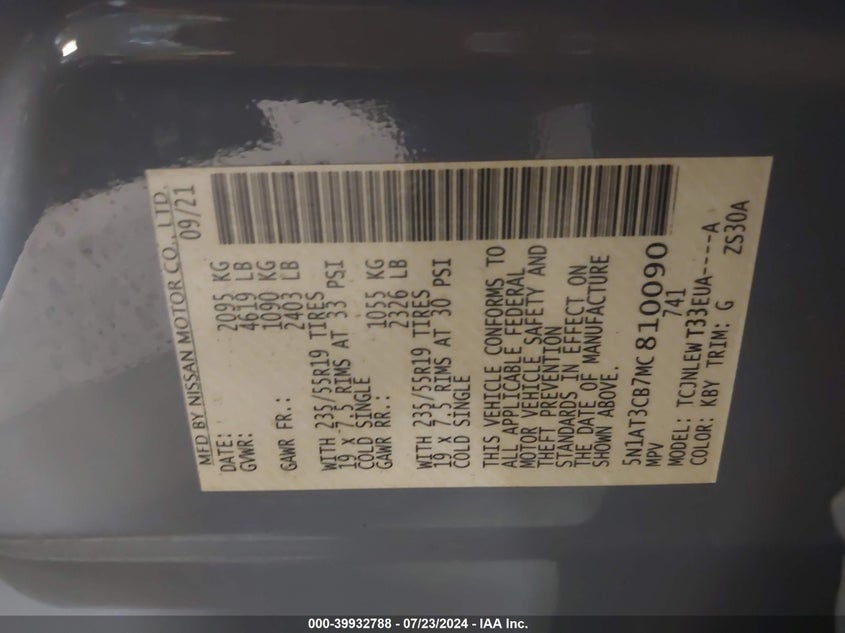 MFD BY NISSAN MOTOR CO., LTD.
DATE: 09/21
GVWR: 2095 KG
4619 LB
GAWR FR.: 1090 KG
2403 LB
WITH 235/55R19 TIRES
19 X 7.5 RIMS AT 33 PSI
COLD SINGLE
GAWR RR.: 1055 KG
2326 LB
WITH 235/55R19 TIRES
19 X 7.5 RIMS AT 30 PSI
COLD SINGLE
THIS VEHICLE CONFORMS TO
ALL APPLICABLE FEDERAL
MOTOR VEHICLE SAFETY AND
THEFT PREVENTION
STANDARDS IN EFFECT ON
THE DATE OF MANUFACTURE
SHOWN ABOVE.
5N1AT3CB7MC810090
MPV 741
MODEL: TCJNLEW T33EUA----A
COLOR: KBY TRIM: G ZS30A
000-39932788 - 07/23/2024 - IAA Inc.